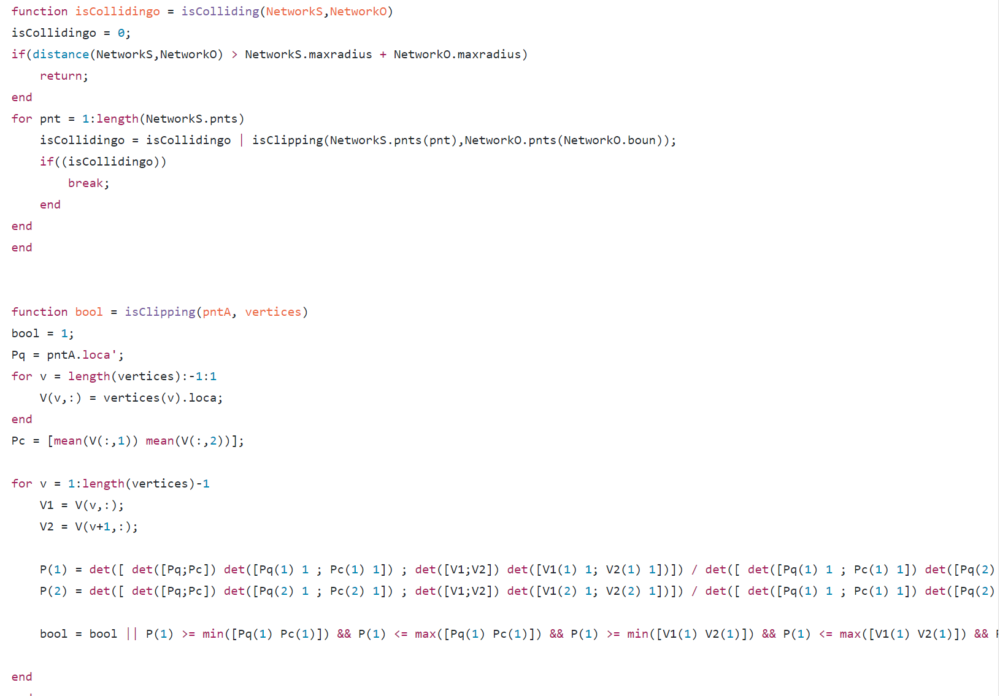 function isCollidingo = isColliding(NetworkS,NetworkO)
isCollidingo = 0;
if(distance(NetworkS,NetworkO) > NetworkS.maxradius + NetworkO.maxradius)
    return;
end
for pnt = 1:length(NetworkS.pnts)
    isCollidingo = isCollidingo | isClipping(NetworkS.pnts(pnt),NetworkO.pnts(NetworkO.boun));
    if((isCollidingo))
        break;
    end
end
end
function bool = isClipping(pntA, vertices)
bool = 1;
Pq = pntA.loca';
for v = length(vertices):-1:1
    V(v,:) = vertices(v).loca;
end
Pc = [mean(V(:,1)) mean(V(:,2))];
for v = 1:length(vertices)-1
    V1 = V(v,:);
    V2 = V(v+1,:);
    P(1) = det([ det([Pq;Pc]) det([Pq(1) 1 ; Pc(1) 1]) ; det([V1;V2]) det([V1(1) 1; V2(1) 1])]) / det([ det([Pq(1) 1 ; Pc(1) 1]) det([Pq(2)
    P(2) = det([ det([Pq;Pc]) det([Pq(2) 1 ; Pc(2) 1]) ; det([V1;V2]) det([V1(2) 1; V2(2) 1])]) / det([ det([Pq(1) 1 ; Pc(1) 1]) det([Pq(2)
    bool = bool || P(1) >= min([Pq(1) Pc(1)]) && P(1) <= max([Pq(1) Pc(1)]) && P(1) >= min([V1(1) V2(1)]) && P(1) <= max([V1(1) V2(1)]) &&
end